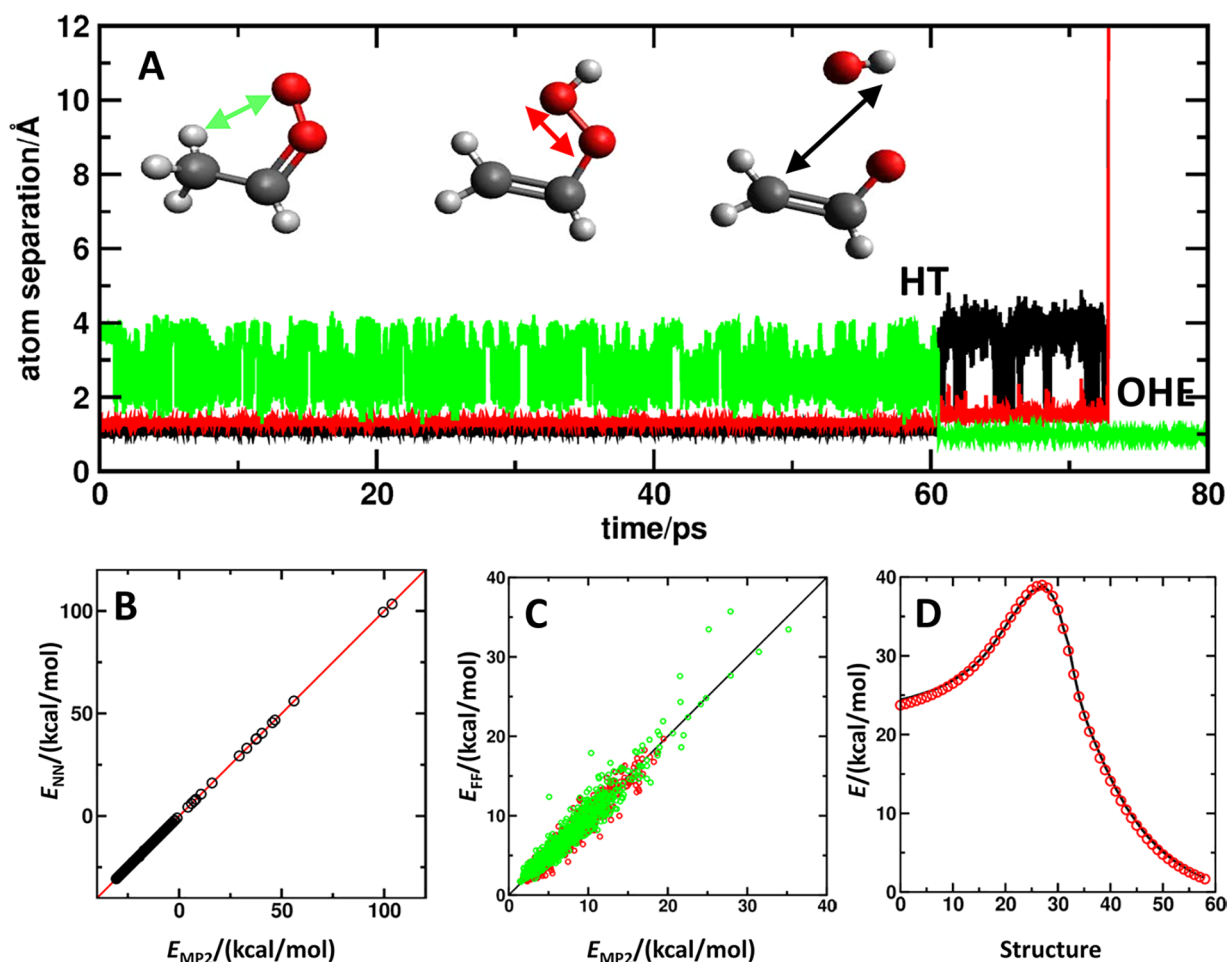 12
10
8
6
4
2
0
atom separation/Å
A
HT
OHE
0
20
40
60
80
time/ps
B
100
50
0
E_NN/(kcal/mol)
0
50
100
E_MP2/(kcal/mol)
C
40
30
20
10
0
E_FF/(kcal/mol)
0
10
20
30
40
E_MP2/(kcal/mol)
D
40
30
20
10
0
E/(kcal/mol)
0
10
20
30
40
50
60
Structure